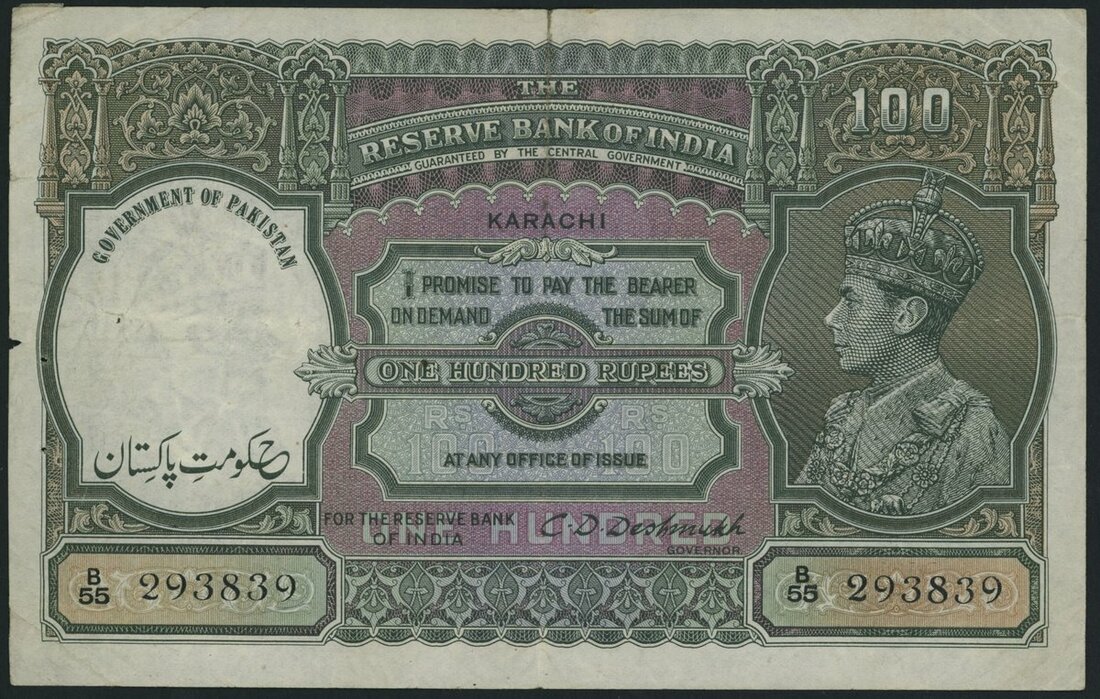 THE
RESERVE BANK OF INDIA
GUARANTEED BY THE CENTRAL GOVERNMENT
100
GOVERNMENT OF PAKISTAN
KARACHI
I PROMISE TO PAY THE BEARER
ON DEMAND THE SUM OF
ONE HUNDRED RUPEES
RS RS
100 100
AT ANY OFFICE OF ISSUE
حکومتِ پاکستان
FOR THE RESERVE BANK
OF INDIA
ONE HUNDRED
C. D. Deshmukh
GOVERNOR
B/55 293839
B/55 293839